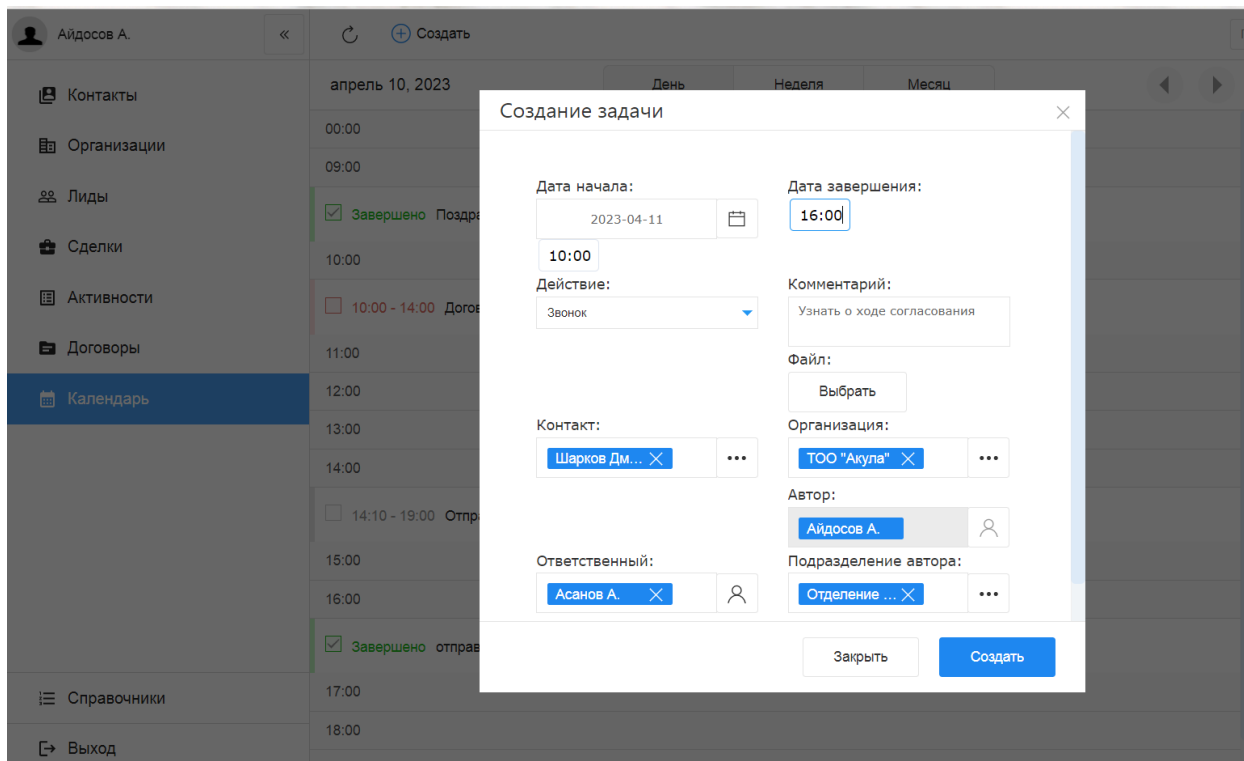 Айдосов А.
«
Создать
Контакты
Организации
Лиды
Сделки
Активности
Договоры
Календарь
Справочники
Выход
апрель 10, 2023
День
Неделя
Месяц
00:00
09:00
Завершено
10:00
10:00 - 14:00
11:00
12:00
13:00
14:00
14:10 - 19:00
15:00
16:00
Завершено
17:00
18:00
Создание задачи
Дата начала:
Дата завершения:
2023-04-11
16:00
10:00
Действие:
Комментарий:
Звонок
Узнать о ходе согласования
Файл:
Выбрать
Контакт:
Организация:
Шарков Дм...
ТОО "Акула"
Автор:
Айдосов А.
Ответственный:
Подразделение автора:
Асанов А.
Отделение ...
Закрыть
Создать